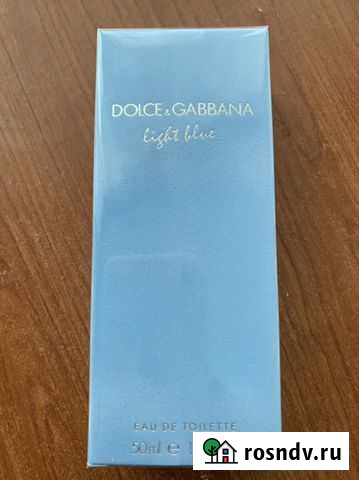 DOLCE & GABBANA
light blue
EAU DE TOILETTE
50ml e
rosndv.ru